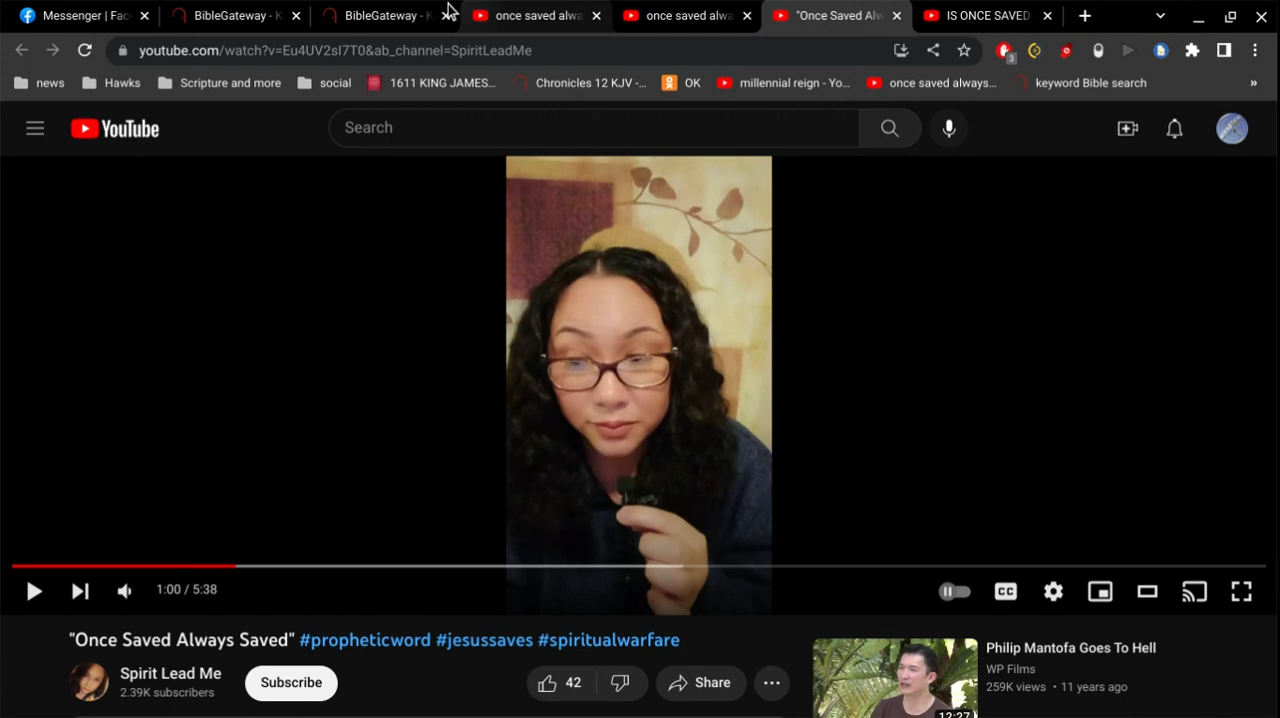 Messenger | Fac
BibleGateway - K
BibleGateway - K
once saved alwa
once saved alwa
"Once Saved Alw
IS ONCE SAVED
youtube.com/watch?v=Eu4UV2sI7T0&ab_channel=SpiritLeadMe
3
news
Hawks
Scripture and more
social
1611 KING JAMES...
Chronicles 12 KJV -...
OK
millennial reign - Yo...
once saved always...
keyword Bible search
»
YouTube
Search
1:00 / 5:38
CC
"Once Saved Always Saved" #propheticword #jesussaves #spiritualwarfare
Spirit Lead Me
2.39K subscribers
Subscribe
42
Share
Philip Mantofa Goes To Hell
WP Films
259K views • 11 years ago
12:27